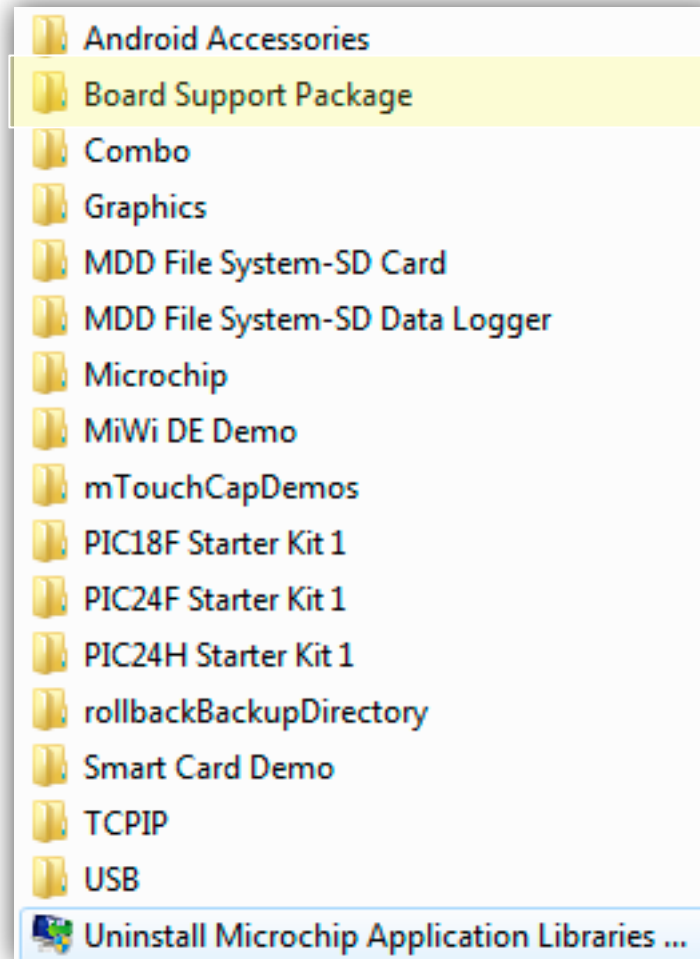 Android Accessories
Board Support Package
Combo
Graphics
MDD File System-SD Card
MDD File System-SD Data Logger
Microchip
MiWi DE Demo
mTouchCapDemos
PIC18F Starter Kit 1
PIC24F Starter Kit 1
PIC24H Starter Kit 1
rollbackBackupDirectory
Smart Card Demo
TCPIP
USB
Uninstall Microchip Application Libraries ...